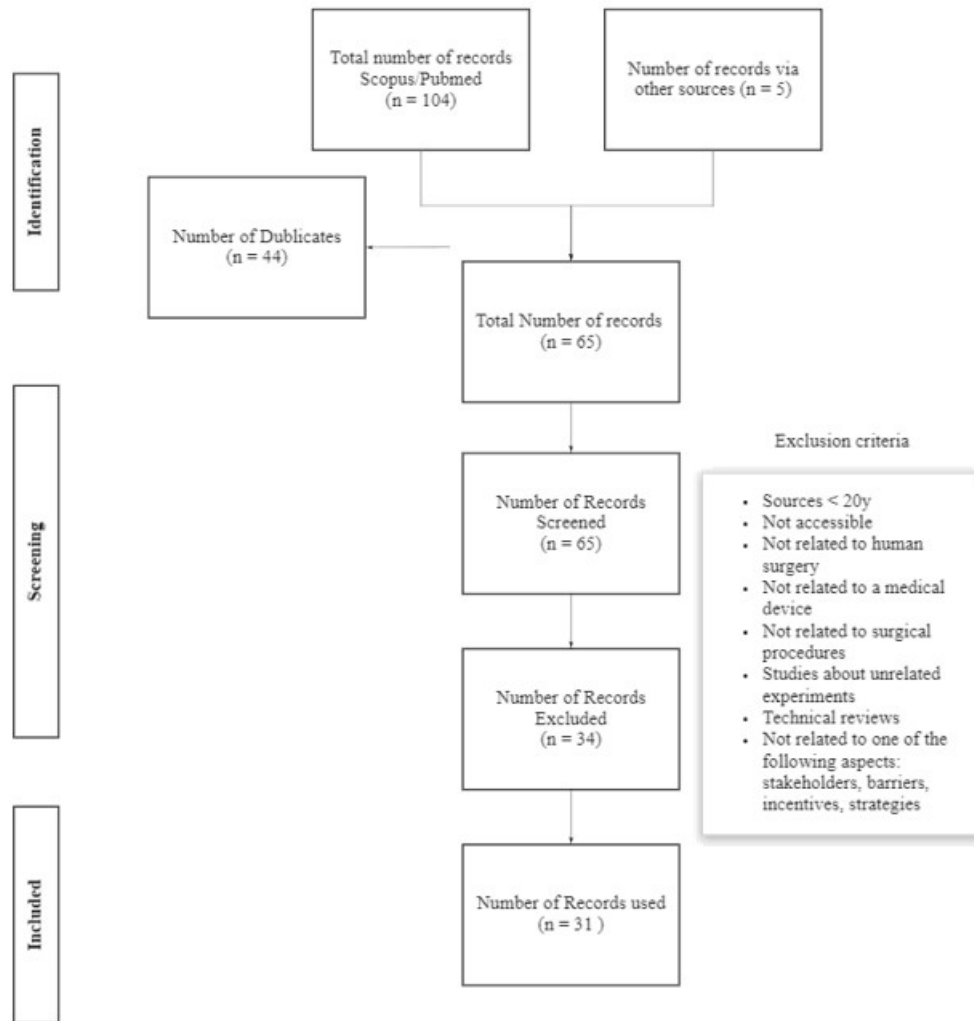 Identification
Total number of records
Scopus/Pubmed
(n = 104)
Number of records via
other sources (n = 5)
Number of Dublicates
(n = 44)
Total Number of records
(n = 65)
Screening
Number of Records
Screened
(n = 65)
Exclusion criteria
• Sources < 20y
• Not accessible
• Not related to human
surgery
• Not related to a medical
device
• Not related to surgical
procedures
• Studies about unrelated
experiments
• Technical reviews
• Not related to one of the
following aspects:
stakeholders, barriers,
incentives, strategies
Number of Records
Excluded
(n = 34)
Included
Number of Records used
(n = 31 )